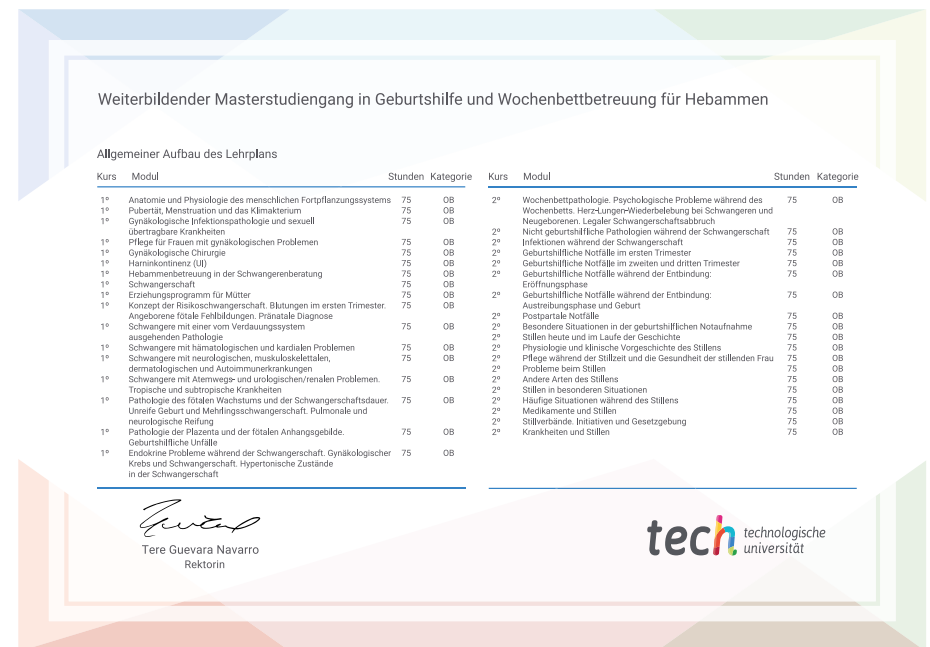 Weiterbildender Masterstudiengang in Geburtshilfe und Wochenbettbetreuung für Hebammen
Allgemeiner Aufbau des Lehrplans
Kurs Modul Stunden Kategorie
1º Anatomie und Physiologie des menschlichen Fortpflanzungssystems 75 OB
1º Pubertät, Menstruation und das Klimakterium 75 OB
1º Gynäkologische Infektionspathologie und sexuell 75 OB
übertragbare Krankheiten
1º Pflege für Frauen mit gynäkologischen Problemen 75 OB
1º Gynäkologische Chirurgie 75 OB
1º Harninkontinenz (UI) 75 OB
1º Hebammenbetreuung in der Schwangerenberatung 75 OB
1º Schwangerschaft 75 OB
1º Erziehungsprogramm für Mütter 75 OB
1º Konzept der Risikoschwangerschaft. Blutungen im ersten Trimester. 75 OB
Angeborene fötale Fehlbildungen. Pränatale Diagnose
1º Schwangere mit einer vom Verdauungssystem 75 OB
ausgehenden Pathologie
1º Schwangere mit hämatologischen und kardialen Problemen 75 OB
1º Schwangere mit neurologischen, muskuloskelettalen, 75 OB
dermatologischen und Autoimmunerkrankungen
1º Schwangere mit Atemwegs- und urologischen/renalen Problemen. 75 OB
Tropische und subtropische Krankheiten
1º Pathologie des fötalen Wachstums und der Schwangerschaftsdauer. 75 OB
Unreife Geburt und Mehrlingsschwangerschaft. Pulmonale und
neurologische Reifung
1º Pathologie der Plazenta und der fötalen Anhangsgebilde. 75 OB
Geburtshilfliche Unfälle
1º Endokrine Probleme während der Schwangerschaft. Gynäkologischer 75 OB
Krebs und Schwangerschaft. Hypertonische Zustände
in der Schwangerschaft
Kurs Modul Stunden Kategorie
2º Wochenbettpathologie. Psychologische Probleme während des 75 OB
Wochenbetts. Herz-Lungen-Wiederbelebung bei Schwangeren und
Neugeborenen. Legaler Schwangerschaftsabbruch
2º Nicht geburtshilfliche Pathologien während der Schwangerschaft 75 OB
2º Infektionen während der Schwangerschaft 75 OB
2º Geburtshilfliche Notfälle im ersten Trimester 75 OB
2º Geburtshilfliche Notfälle im zweiten und dritten Trimester 75 OB
2º Geburtshilfliche Notfälle während der Entbindung: 75 OB
Eröffnungsphase
2º Geburtshilfliche Notfälle während der Entbindung: 75 OB
Austreibungsphase und Geburt
2º Postpartale Notfälle 75 OB
2º Besondere Situationen in der geburtshilflichen Notaufnahme 75 OB
2º Stillen heute und im Laufe der Geschichte 75 OB
2º Physiologie und klinische Vorgeschichte des Stillens 75 OB
2º Pflege während der Stillzeit und die Gesundheit der stillenden Frau 75 OB
2º Probleme beim Stillen 75 OB
2º Andere Arten des Stillens 75 OB
2º Stillen in besonderen Situationen 75 OB
2º Häufige Situationen während des Stillens 75 OB
2º Medikamente und Stillen 75 OB
2º Stillverbände. Initiativen und Gesetzgebung 75 OB
2º Krankheiten und Stillen 75 OB
Tere Guevara Navarro
Rektorin
tech technologische
universität